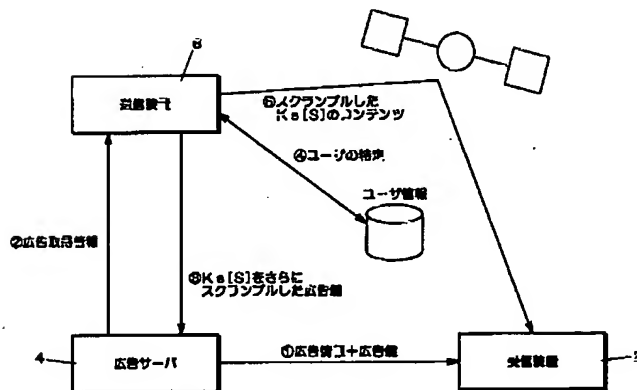 6
送信装置
⑤スクランブルした
Ks[S]のコンテンツ
④ユーザの特定
ユーザ情報
②広告取得情報
③Ks[S]をさらに
スクランブルした広告鍵
4
広告サーバ
①広告情報+広告鍵
受信装置